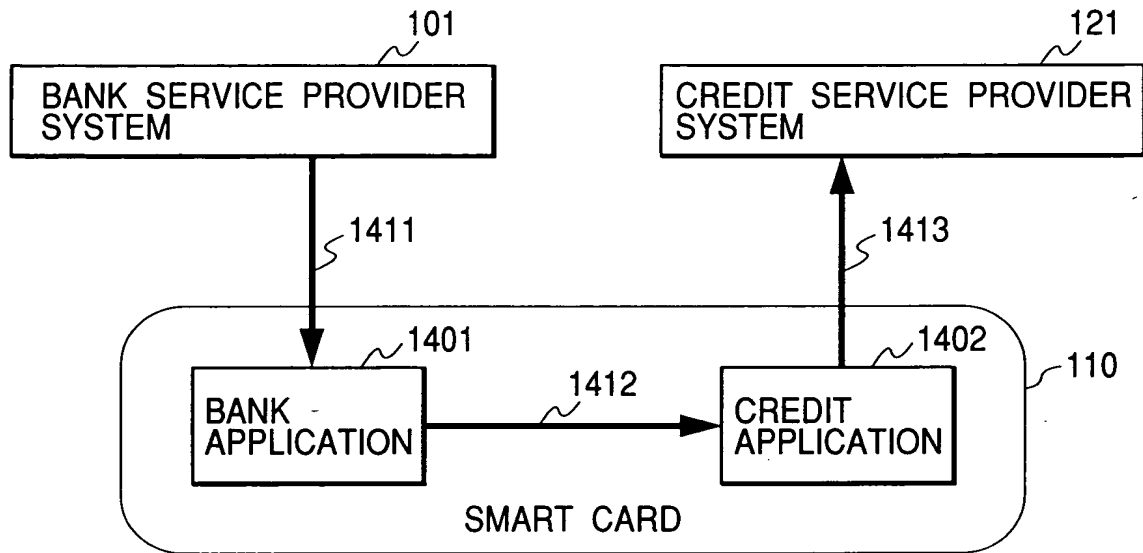 101
121
BANK SERVICE PROVIDER
SYSTEM
CREDIT SERVICE PROVIDER
SYSTEM
1411
1413
1401
1402
110
1412
BANK
APPLICATION
CREDIT
APPLICATION
SMART CARD